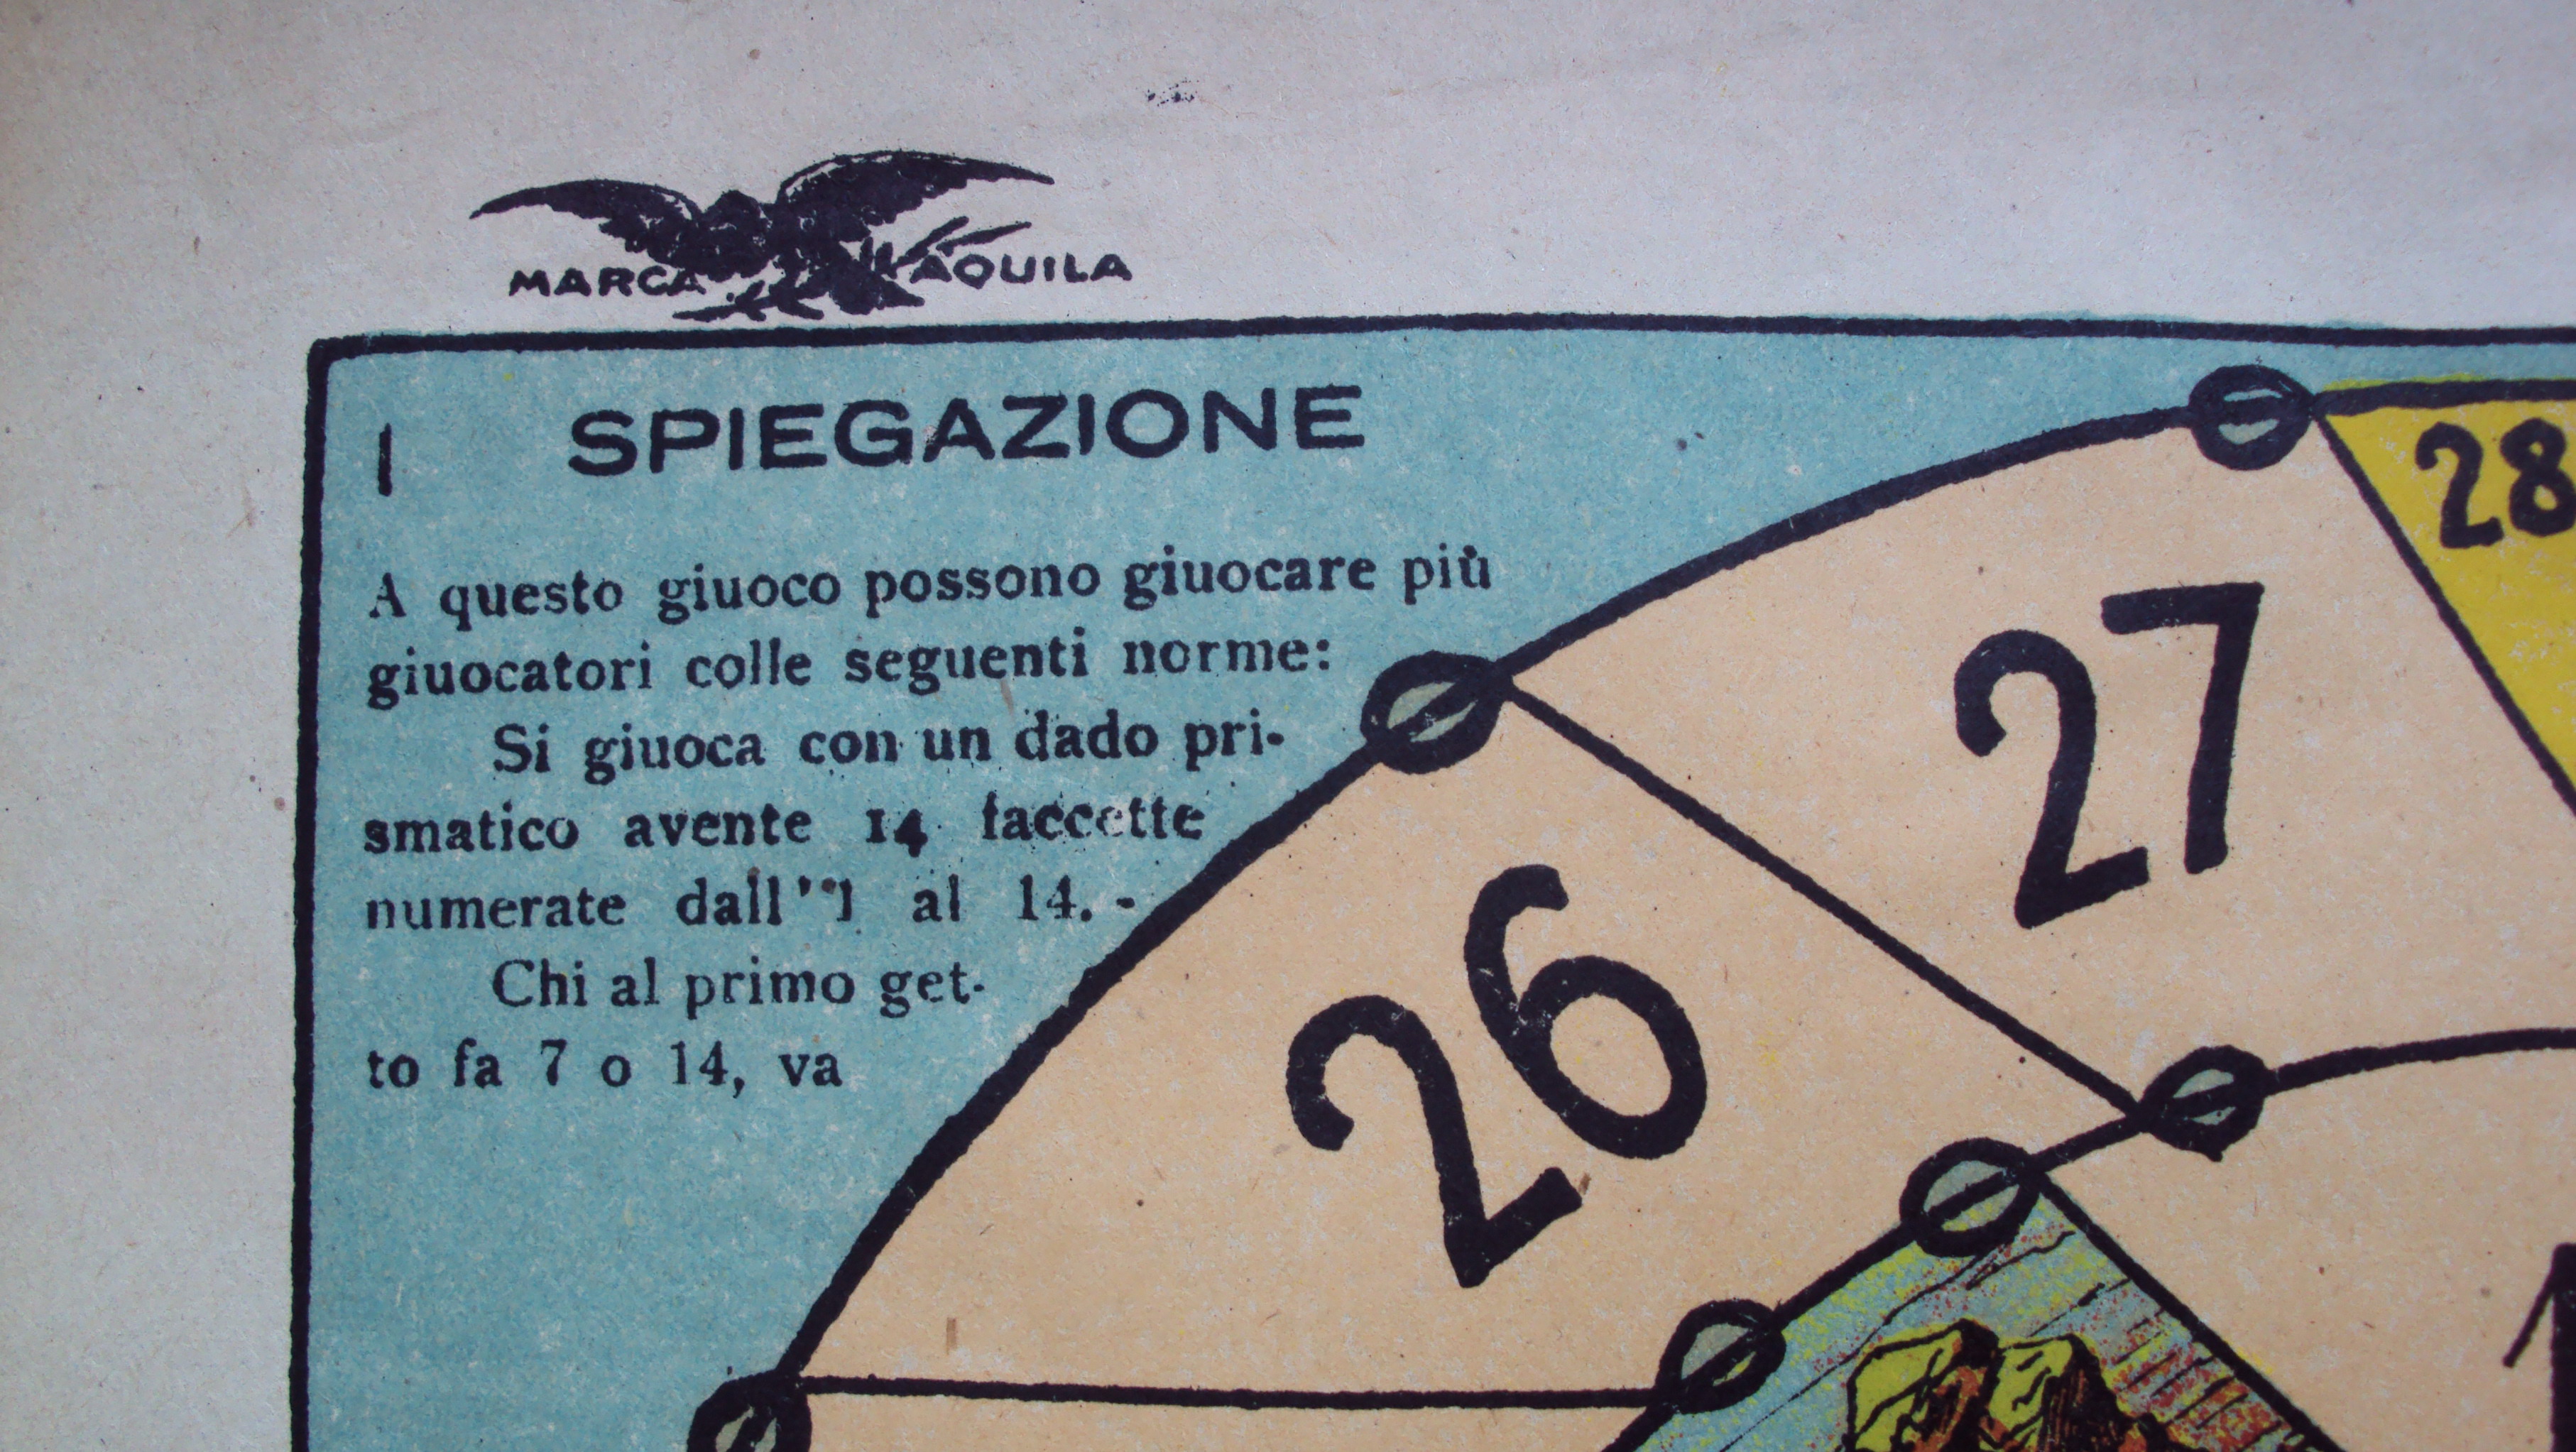 MARCA AQUILA
1 SPIEGAZIONE
A questo giuoco possono giuocare più
giuocatori colle seguenti norme:
Si giuoca con un dado pri-
smatico avente 14 faccette
numerate dall'1 al 14. -
Chi al primo get-
to fa 7 o 14, va
28
27
26